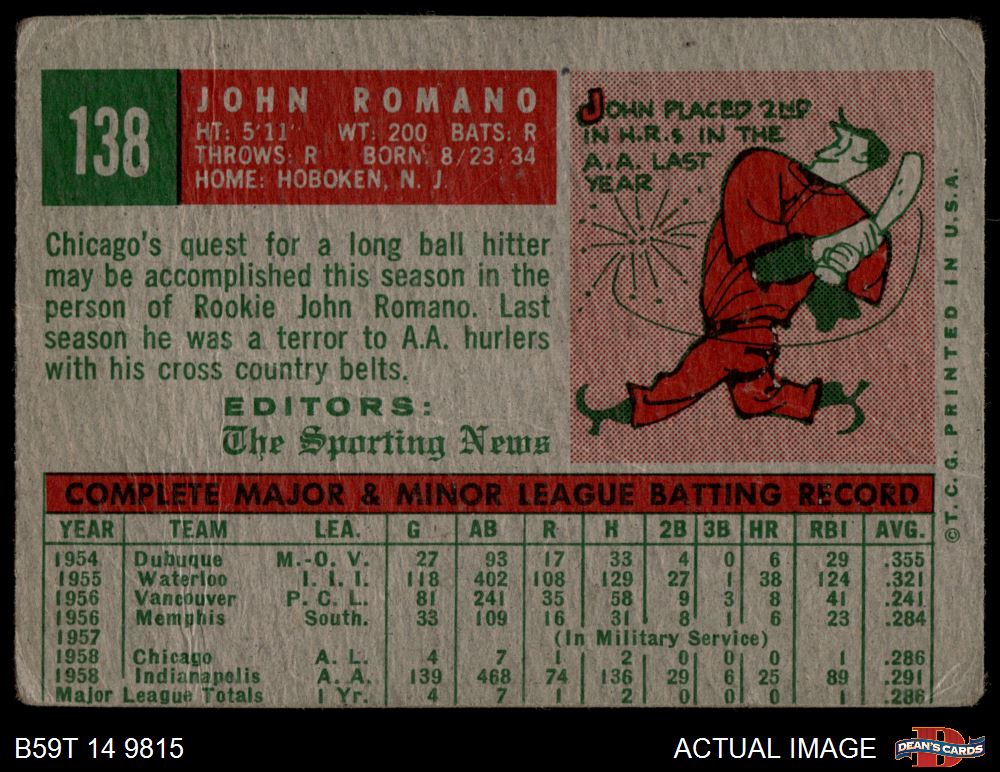 138
JOHN ROMANO
HT: 5'11" WT: 200 BATS: R
THROWS: R BORN: 8/23/34
HOME: HOBOKEN, N. J.
Chicago's quest for a long ball hitter
may be accomplished this season in the
person of Rookie John Romano. Last
season he was a terror to A.A. hurlers
with his cross country belts.
EDITORS:
The Sporting News
JOHN PLACED 2ND
IN H.R.s IN THE
A.A. LAST
YEAR
©T.C.G. PRINTED IN U.S.A.
COMPLETE MAJOR & MINOR LEAGUE BATTING RECORD
YEAR TEAM LEA. G AB R H 2B 3B HR RBI AVG.
1954 Dubuque M.-O. V. 27 93 17 33 4 0 6 29 .355
1955 Waterloo I. I. I. 118 402 108 129 27 1 38 124 .321
1956 Vancouver P. C. L. 81 241 35 58 9 3 8 41 .241
1956 Memphis South. 33 109 16 31 8 1 6 23 .284
1957 (In Military Service)
1958 Chicago A. L. 4 7 1 2 0 0 0 1 .286
1958 Indianapolis A. A. 139 468 74 136 29 6 25 89 .291
Major League Totals 1 Yr. 4 7 1 2 0 0 0 1 .286
B59T 14 9815
ACTUAL IMAGE
D
DEAN'S CARDS